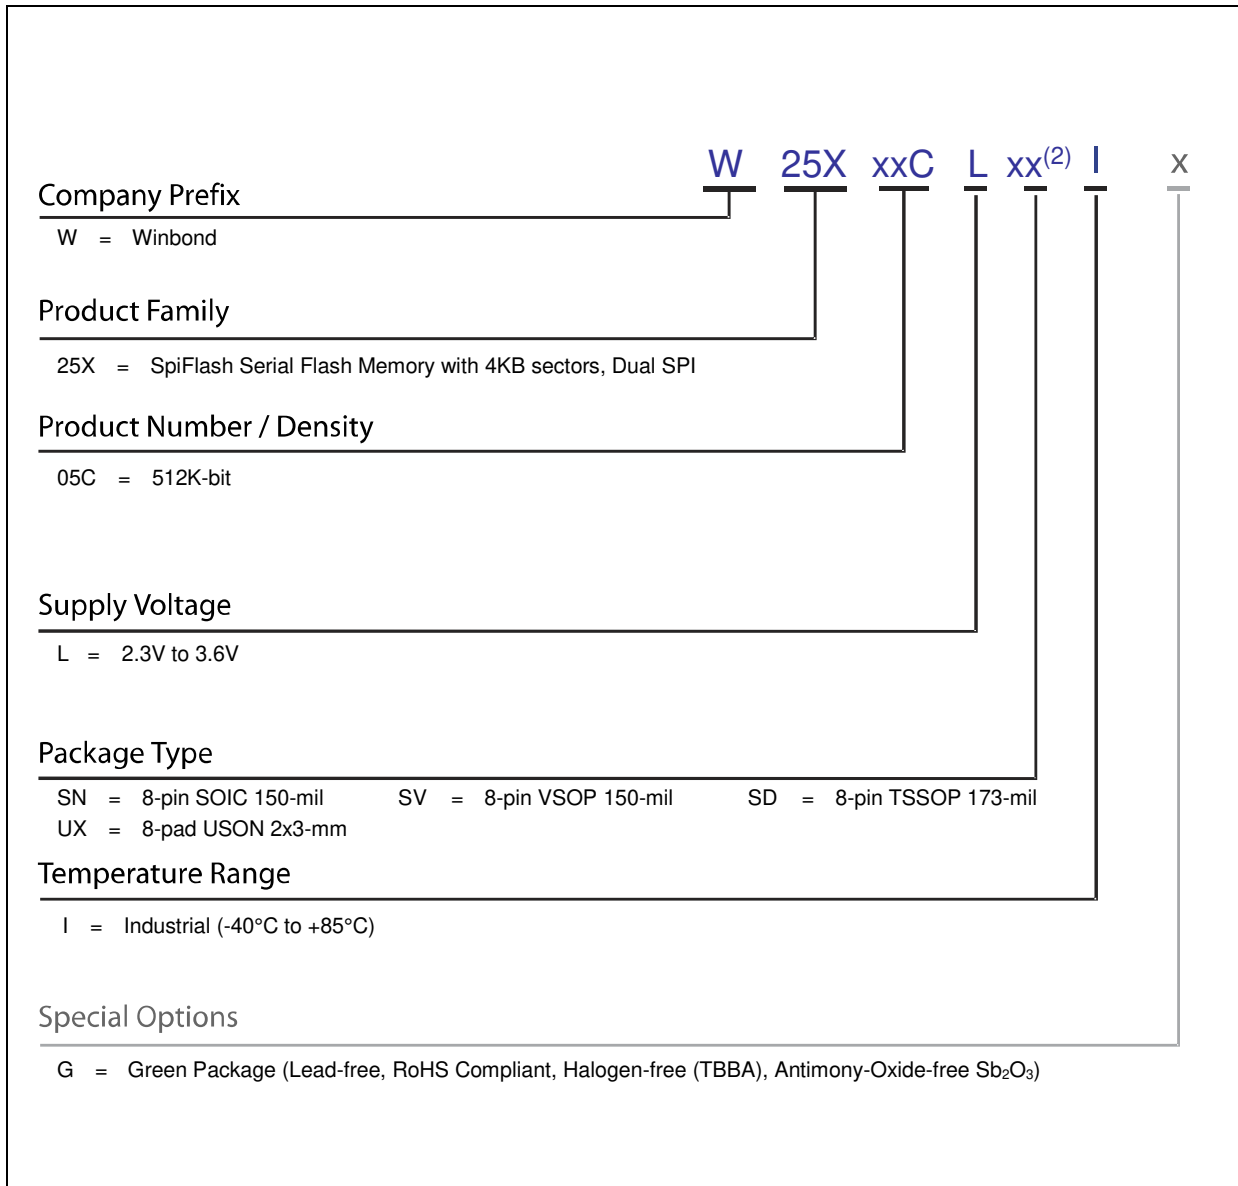 W 25X xxC L xx(2) I x
Company Prefix
W = Winbond
Product Family
25X = SpiFlash Serial Flash Memory with 4KB sectors, Dual SPI
Product Number / Density
05C = 512K-bit
Supply Voltage
L = 2.3V to 3.6V
Package Type
SN = 8-pin SOIC 150-mil SV = 8-pin VSOP 150-mil SD = 8-pin TSSOP 173-mil
UX = 8-pad USON 2x3-mm
Temperature Range
I = Industrial (-40°C to +85°C)
Special Options
G = Green Package (Lead-free, RoHS Compliant, Halogen-free (TBBA), Antimony-Oxide-free Sb₂O₃)